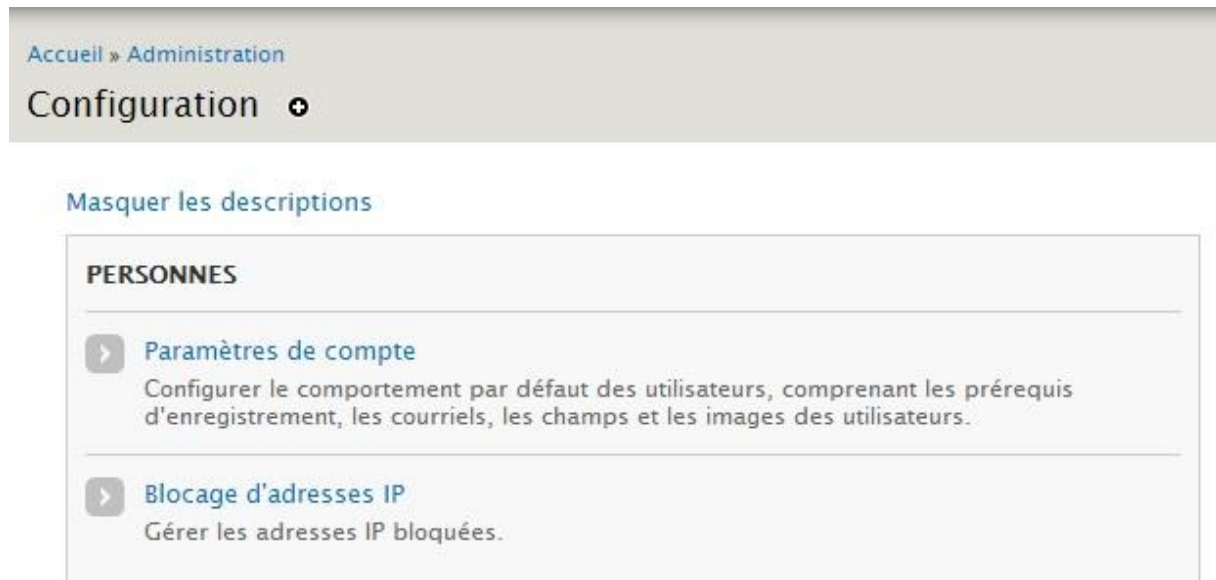 Accueil » Administration
Configuration
Masquer les descriptions
PERSONNES
Paramètres de compte
Configurer le comportement par défaut des utilisateurs, comprenant les prérequis
d'enregistrement, les courriels, les champs et les images des utilisateurs.
Blocage d'adresses IP
Gérer les adresses IP bloquées.